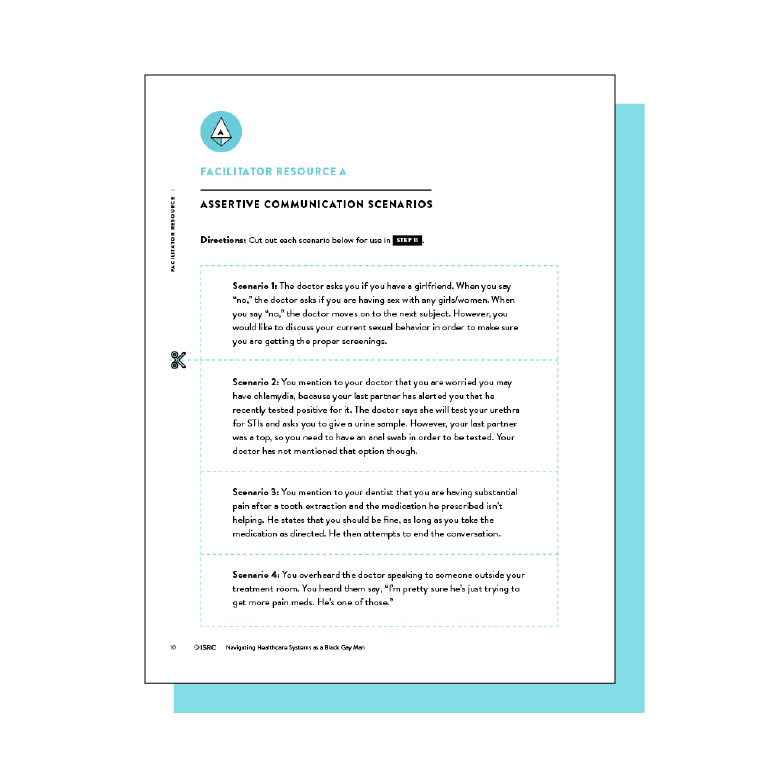 FACILITATOR RESOURCE A
ASSERTIVE COMMUNICATION SCENARIOS
FACILITATOR RESOURCE
Directions: Cut out each scenario below for use in STEP 11.
Scenario 1: The doctor asks you if you have a girlfriend. When you say
“no,” the doctor asks if you are having sex with any girls/women. When
you say “no,” the doctor moves on to the next subject. However, you
would like to discuss your current sexual behavior in order to make sure
you are getting the proper screenings.
Scenario 2: You mention to your doctor that you are worried you may
have chlamydia, because your last partner has alerted you that he
recently tested positive for it. The doctor says she will test your urethra
for STIs and asks you to give a urine sample. However, your last partner
was a top, so you need to have an anal swab in order to be tested. Your
doctor has not mentioned that option though.
Scenario 3: You mention to your dentist that you are having substantial
pain after a tooth extraction and the medication he prescribed isn’t
helping. He states that you should be fine, as long as you take the
medication as directed. He then attempts to end the conversation.
Scenario 4: You overheard the doctor speaking to someone outside your
treatment room. You heard them say, “I’m pretty sure he’s just trying to
get more pain meds. He’s one of those.”
10 ISRC Navigating Healthcare Systems as a Black Gay Man